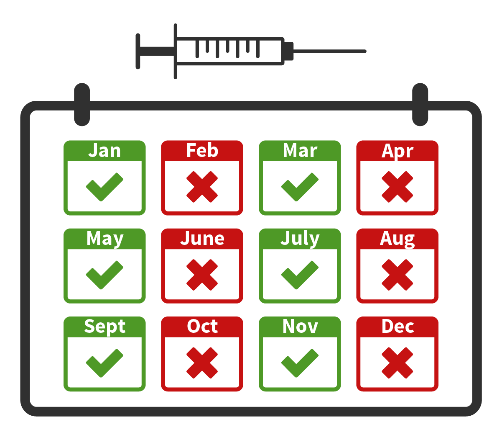 Jan Feb Mar Apr
May June July Aug
Sept Oct Nov Dec